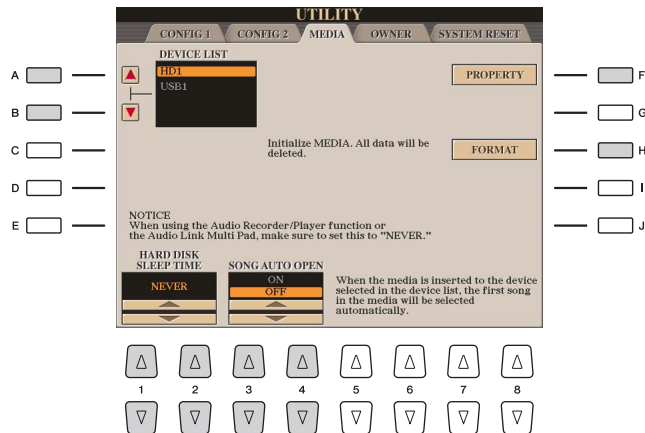 UTILITY
CONFIG 1 CONFIG 2 MEDIA OWNER SYSTEM RESET
DEVICE LIST
HD1
USB1
PROPERTY
Initialize MEDIA. All data will be
deleted.
FORMAT
NOTICE
When using the Audio Recorder/Player function or
the Audio Link Multi Pad, make sure to set this to "NEVER."
HARD DISK
SLEEP TIME
NEVER
SONG AUTO OPEN
ON
OFF
When the media is inserted to the device
selected in the device list, the first song
in the media will be selected
automatically.
A
B
C
D
E
F
G
H
I
J
1 2 3 4 5 6 7 8